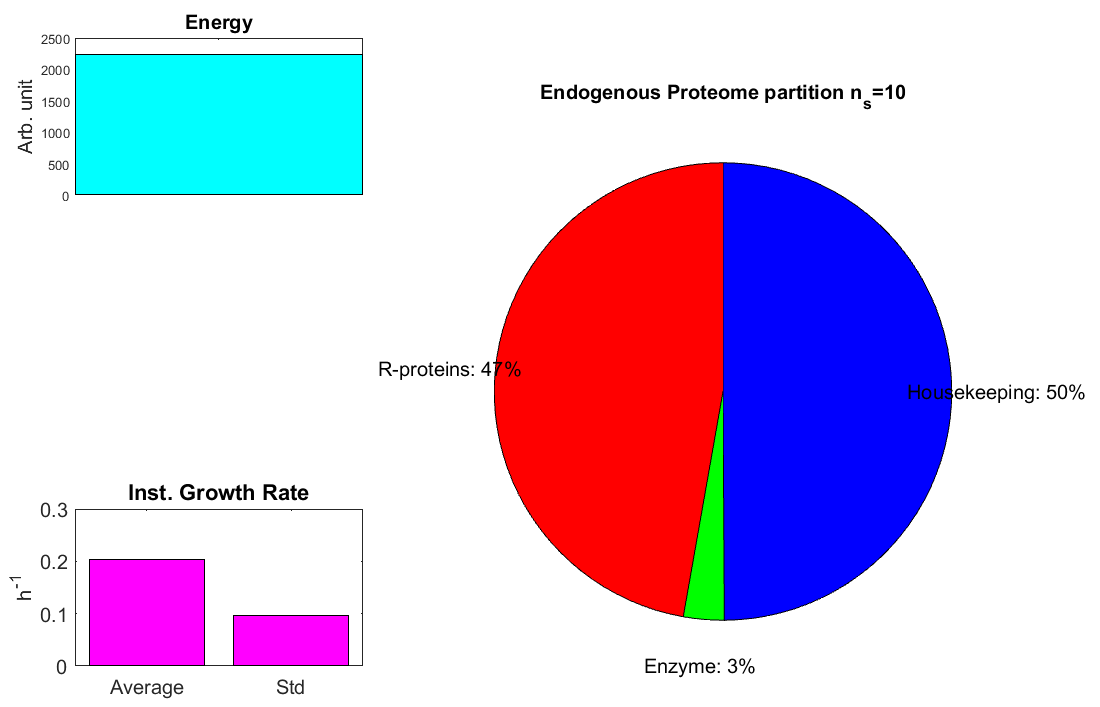 Energy
2500
2000
1500
1000
500
0
Arb. unit
Endogenous Proteome partition ns=10
R-proteins: 47%
Housekeeping: 50%
Enzyme: 3%
Inst. Growth Rate
0.3
0.2
0.1
0
h-1
Average Std